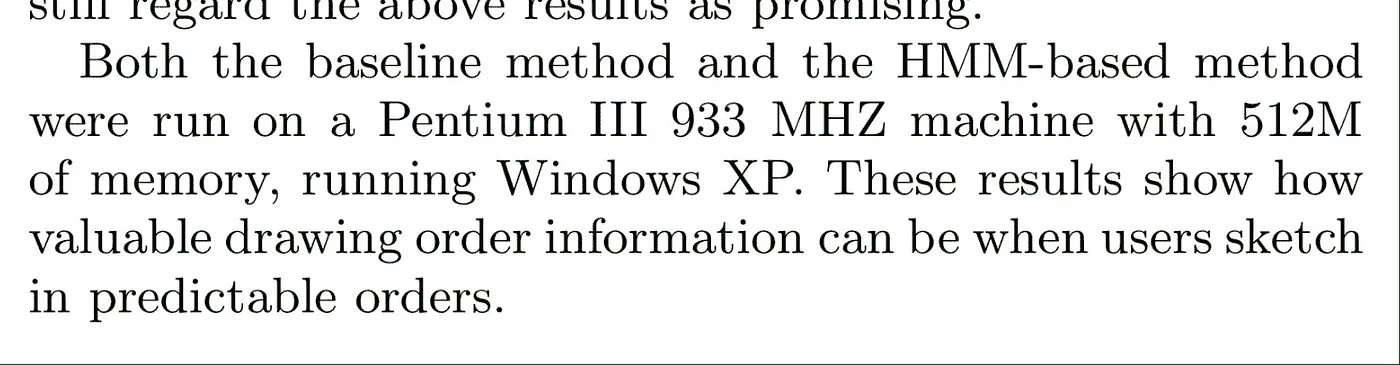 still regard the above results as promising.
Both the baseline method and the HMM-based method
were run on a Pentium III 933 MHZ machine with 512M
of memory, running Windows XP. These results show how
valuable drawing order information can be when users sketch
in predictable orders.